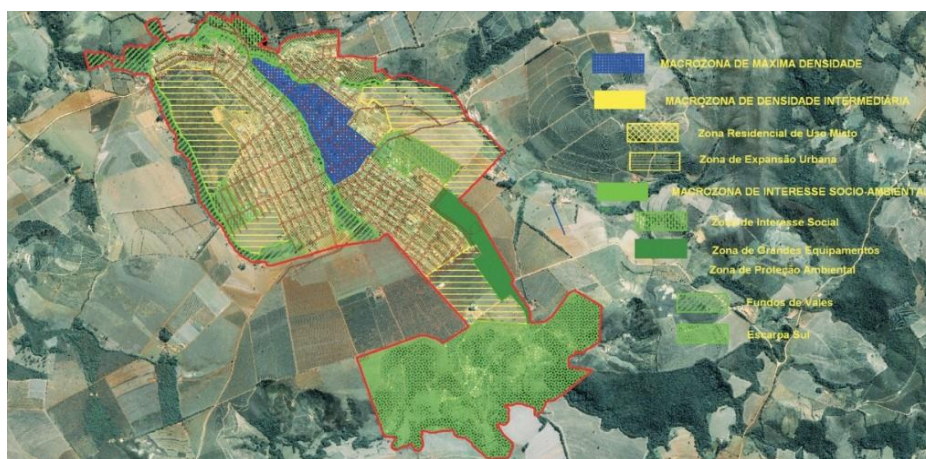 MACROZONA DE MÁXIMA DENSIDADE
MACROZONA DE DENSIDADE INTERMEDIÁRIA
Zona Residencial de Uso Misto
Zona de Expansão Urbana
MACROZONA DE INTERESSE SOCIO-AMBIENTAL
Zona de Interesse Social
Zona de Grandes Equipamentos
Zona de Proteção Ambiental
Fundos de Vales
Escarpa Sul